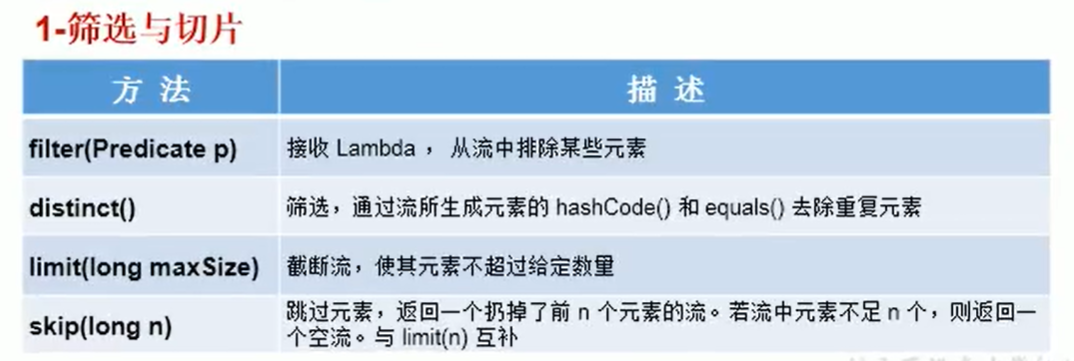 1-筛选与切片
方 法
描 述
filter(Predicate p)
接收 Lambda ， 从流中排除某些元素
distinct()
筛选，通过流所生成元素的 hashCode() 和 equals() 去除重复元素
limit(long maxSize)
截断流，使其元素不超过给定数量
skip(long n)
跳过元素，返回一个扔掉了前 n 个元素的流。若流中元素不足 n 个，则返回一
个空流。与 limit(n) 互补